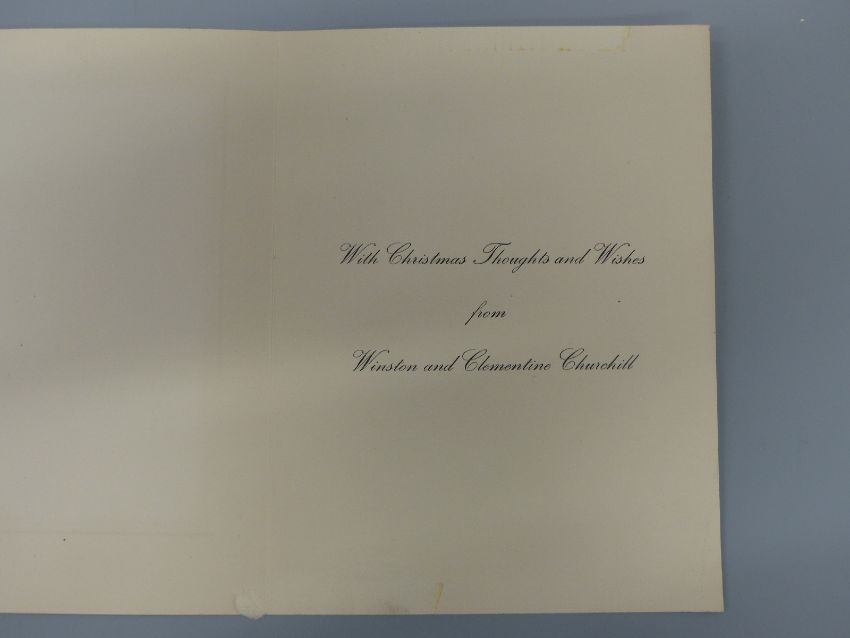 With Christmas Thoughts and Wishes
from
Winston and Clementine Churchill